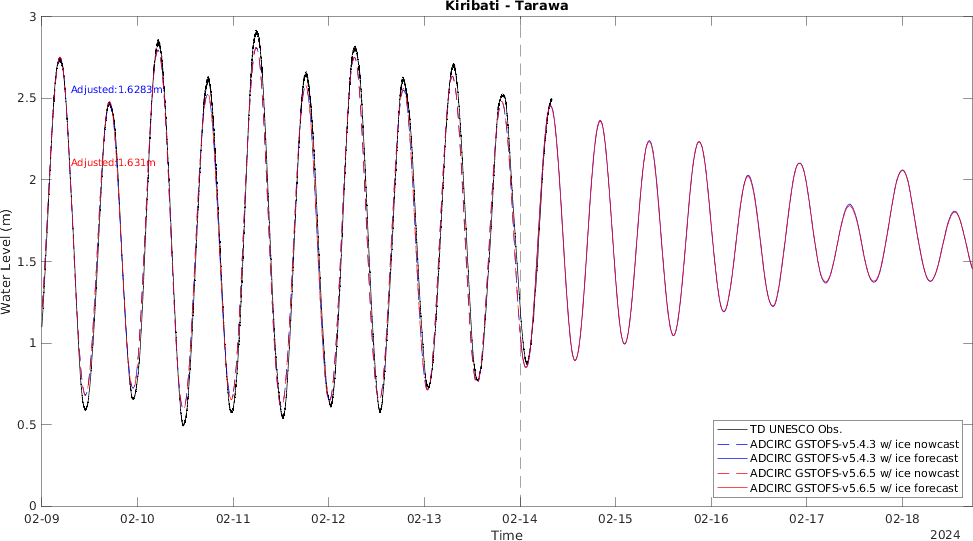 Kiribati - Tarawa
3
2.5
2
1.5
1
0.5
0
Water Level (m)
Adjusted:1.6283m
Adjusted:1.631m
TD UNESCO Obs.
ADCIRC GSTOFS-v5.4.3 w/ ice nowcast
ADCIRC GSTOFS-v5.4.3 w/ ice forecast
ADCIRC GSTOFS-v5.6.5 w/ ice nowcast
ADCIRC GSTOFS-v5.6.5 w/ ice forecast
02-09 02-10 02-11 02-12 02-13 02-14 02-15 02-16 02-17 02-18
Time
2024